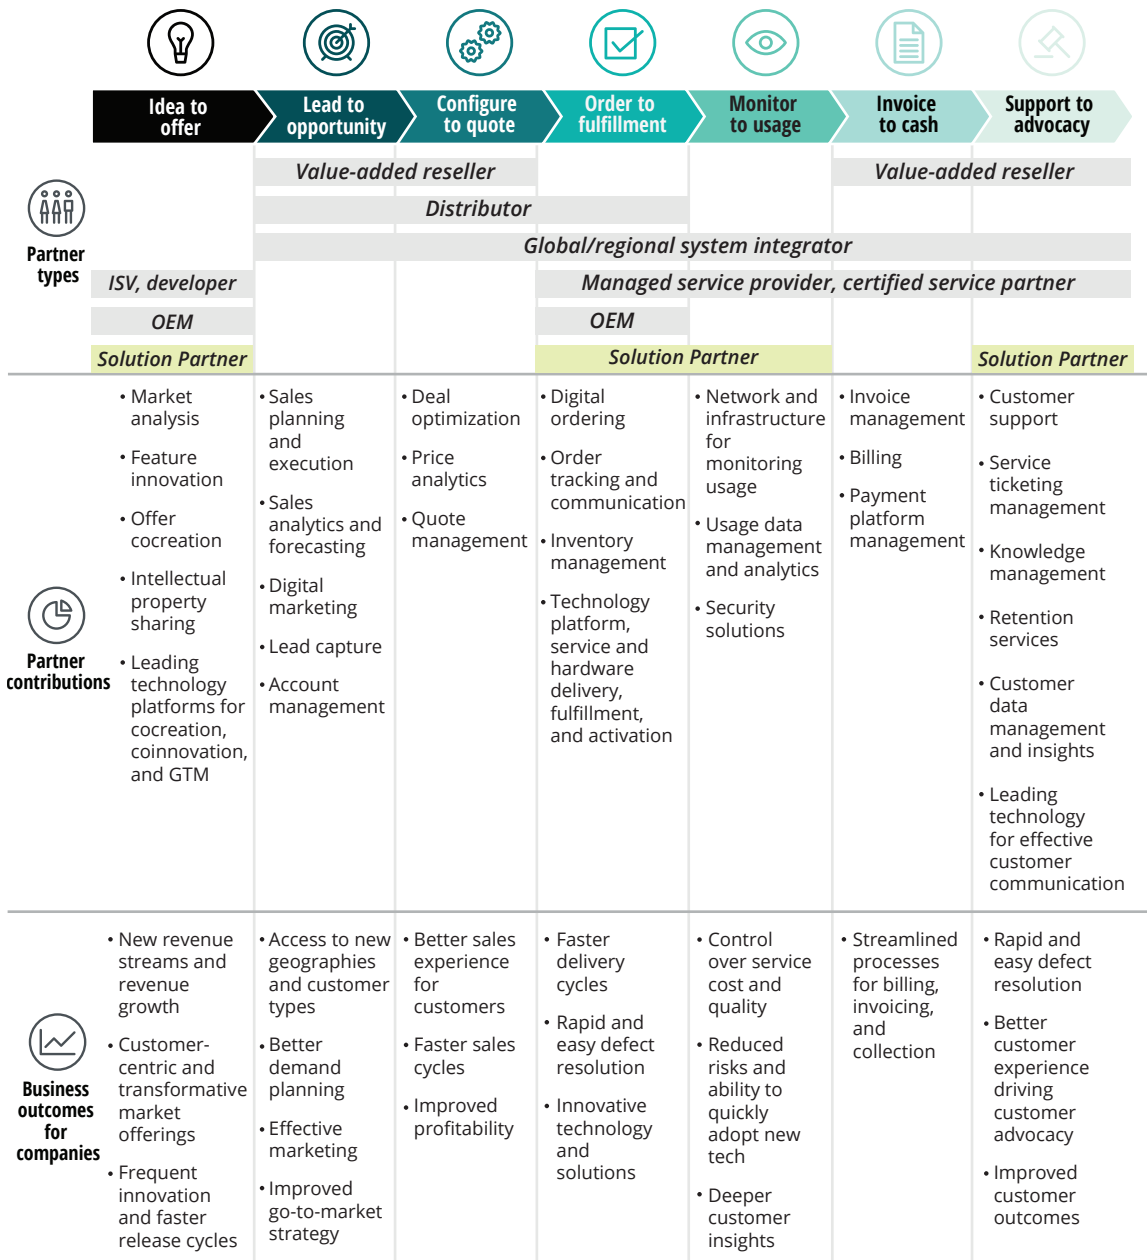 Idea to
offer
Lead to
opportunity
Configure
to quote
Order to
fulfillment
Monitor
to usage
Invoice
to cash
Support to
advocacy
Partner
types
Value-added reseller
Value-added reseller
Distributor
Global/regional system integrator
ISV, developer
Managed service provider, certified service partner
OEM
OEM
Solution Partner
Solution Partner
Solution Partner
Partner
contributions
• Market
analysis
• Feature
innovation
• Offer
cocreation
• Intellectual
property
sharing
• Leading
technology
platforms for
cocreation,
coinnovation,
and GTM
• Sales
planning
and
execution
• Sales
analytics and
forecasting
• Digital
marketing
• Lead capture
• Account
management
• Deal
optimization
• Price
analytics
• Quote
management
• Digital
ordering
• Order
tracking and
communication
• Inventory
management
• Technology
platform,
service and
hardware
delivery,
fulfillment,
and activation
• Network and
infrastructure
for
monitoring
usage
• Usage data
management
and analytics
• Security
solutions
• Invoice
management
• Billing
• Payment
platform
management
• Customer
support
• Service
ticketing
management
• Knowledge
management
• Retention
services
• Customer
data
management
and insights
• Leading
technology
for effective
customer
communication
Business
outcomes
for
companies
• New revenue
streams and
revenue
growth
• Customer-
centric and
transformative
market
offerings
• Frequent
innovation
and faster
release cycles
• Access to new
geographies
and customer
types
• Better
demand
planning
• Effective
marketing
• Improved
go-to-market
strategy
• Better sales
experience
for
customers
• Faster sales
cycles
• Improved
profitability
• Faster
delivery
cycles
• Rapid and
easy defect
resolution
• Innovative
technology
and
solutions
• Control
over service
cost and
quality
• Reduced
risks and
ability to
quickly
adopt new
tech
• Deeper
customer
insights
• Streamlined
processes
for billing,
invoicing,
and
collection
• Rapid and
easy defect
resolution
• Better
customer
experience
driving
customer
advocacy
• Improved
customer
outcomes